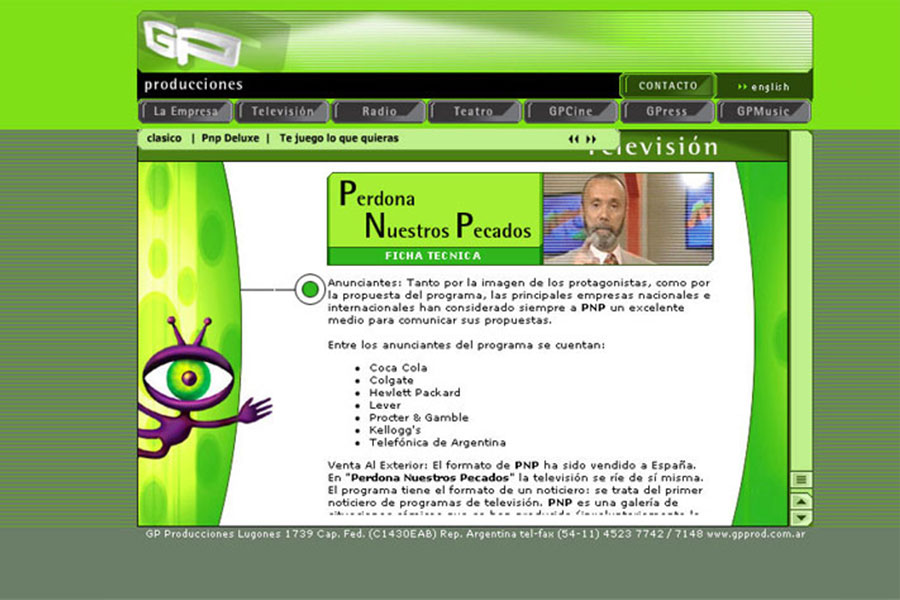 GP
producciones
CONTACTO
english
La Empresa
Televisión
Radio
Teatro
GPCine
GPress
GPMusic
clasico | Pnp Deluxe | Te juego lo que quieras
Televisión
Perdona
Nuestros Pecados
FICHA TECNICA
Anunciantes: Tanto por la imagen de los protagonistas, como por
la propuesta del programa, las principales empresas nacionales e
internacionales han considerado siempre a PNP un excelente
medio para comunicar sus propuestas.
Entre los anunciantes del programa se cuentan:
Coca Cola
Colgate
Hewlett Packard
Lever
Procter & Gamble
Kellogg's
Telefónica de Argentina
Venta Al Exterior: El formato de PNP ha sido vendido a España.
En "Perdona Nuestros Pecados" la televisión se ríe de sí misma.
El programa tiene el formato de un noticiero: se trata del primer
noticiero de programas de televisión. PNP es una galería de
GP Producciones Lugones 1739 Cap. Fed. (C1430EAB) Rep. Argentina tel-fax (54-11) 4523 7742 / 7148 www.gpprod.com.ar